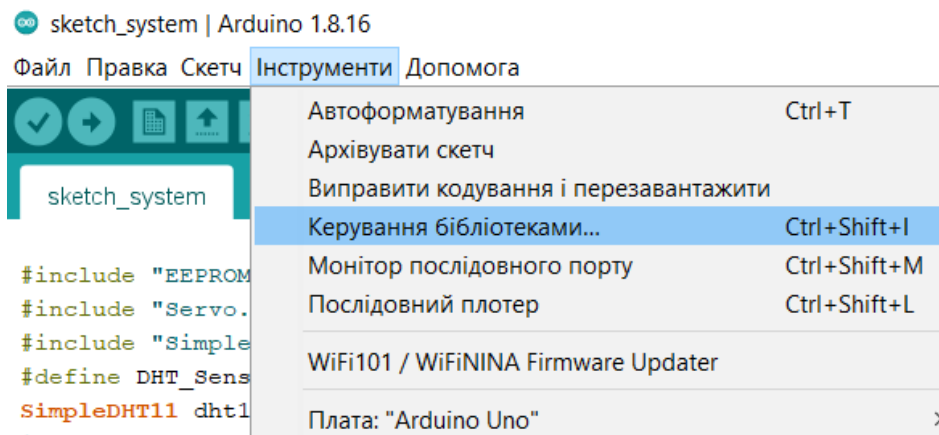 sketch_system | Arduino 1.8.16
Файл Правка Скетч Інструменти Допомога
Автоформатування Ctrl+T
Архівувати скетч
Виправити кодування і перезавантажити
sketch_system
Керування бібліотеками... Ctrl+Shift+I
#include "EEPROM
Монітор послідовного порту Ctrl+Shift+M
#include "Servo.
Послідовний плотер Ctrl+Shift+L
#include "Simple
WiFi101 / WiFiNINA Firmware Updater
#define DHT_Sens
SimpleDHT11 dht1
Плата: "Arduino Uno"